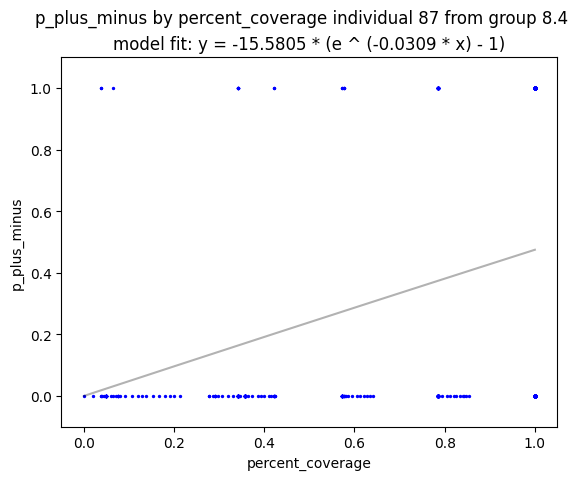 p_plus_minus by percent_coverage individual 87 from group 8.4
model fit: y = -15.5805 * (e ^ (-0.0309 * x) - 1)
1.0
0.8
0.6
0.4
0.2
0.0
p_plus_minus
0.0 0.2 0.4 0.6 0.8 1.0
percent_coverage